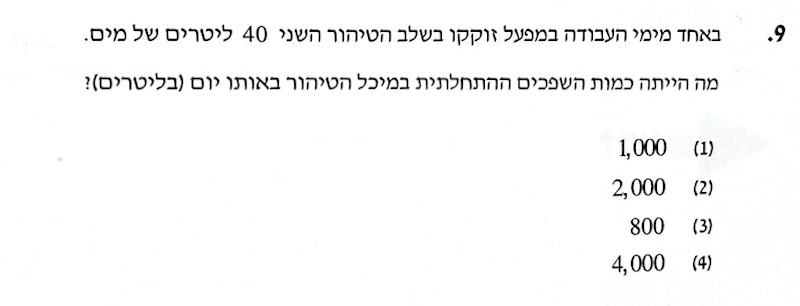 9. באחד מימי העבודה במפעל זוקקו בשלב הטיהור השני 40 ליטרים של מים.
מה הייתה כמות השפכים ההתחלתית במיכל הטיהור באותו יום (בליטרים)?
(1) 1,000
(2) 2,000
(3) 800
(4) 4,000